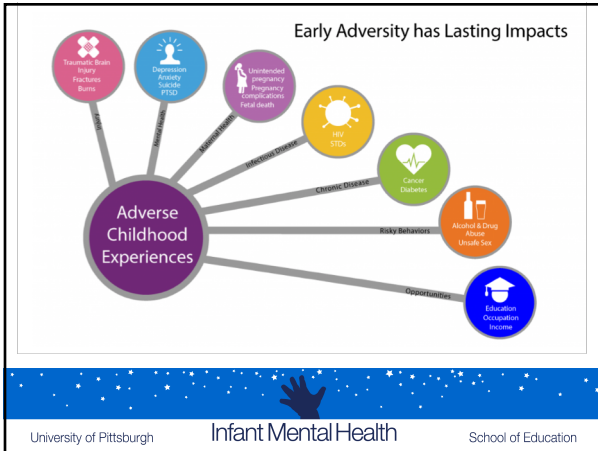 Early Adversity has Lasting Impacts
Traumatic Brain
Injury
Fractures
Burns
Depression
Anxiety
Suicide
PTSD
Unintended
pregnancy
Pregnancy
complications
Fetal death
HIV
STDs
Cancer
Diabetes
Alcohol & Drug
Abuse
Unsafe Sex
Education
Occupation
Income
Injury
Mental Health
Maternal Health
Infectious Disease
Chronic Disease
Risky Behaviors
Opportunities
Adverse
Childhood
Experiences
University of Pittsburgh
Infant Mental Health
School of Education